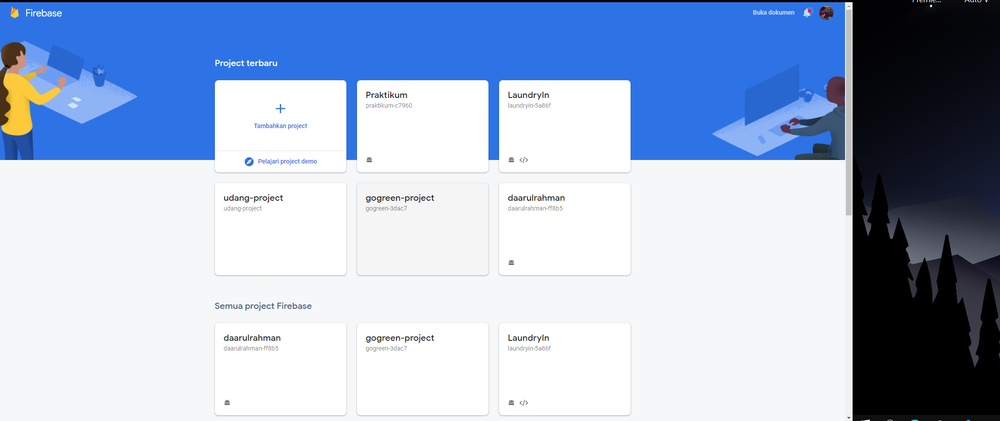 Firebase
Buka dokumen
Premie...
Auto V
Project terbaru
Tambahkan project
Pelajari project demo
Praktikum
praktikum-c7960
LaundryIn
laundryin-5a86f
udang-project
udang-project
gogreen-project
gogreen-3dac7
daarulrahman
daarulrahman-ff8b5
Semua project Firebase
daarulrahman
daarulrahman-ff8b5
gogreen-project
gogreen-3dac7
LaundryIn
laundryin-5a86f